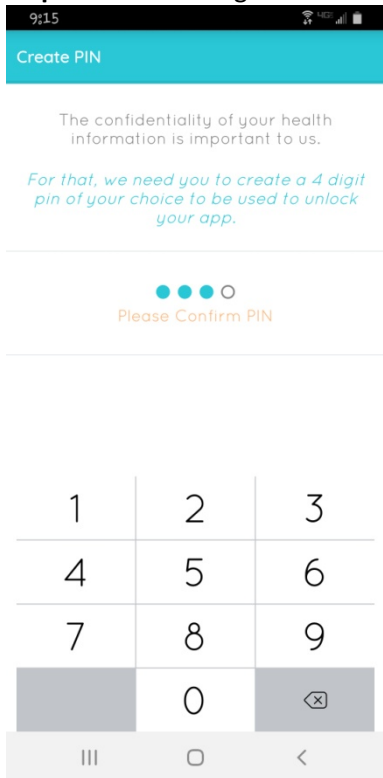 9:15 4GE
Create PIN
The confidentiality of your health
information is important to us.
For that, we need you to create a 4 digit
pin of your choice to be used to unlock
your app.
Please Confirm PIN
1 2 3
4 5 6
7 8 9
0